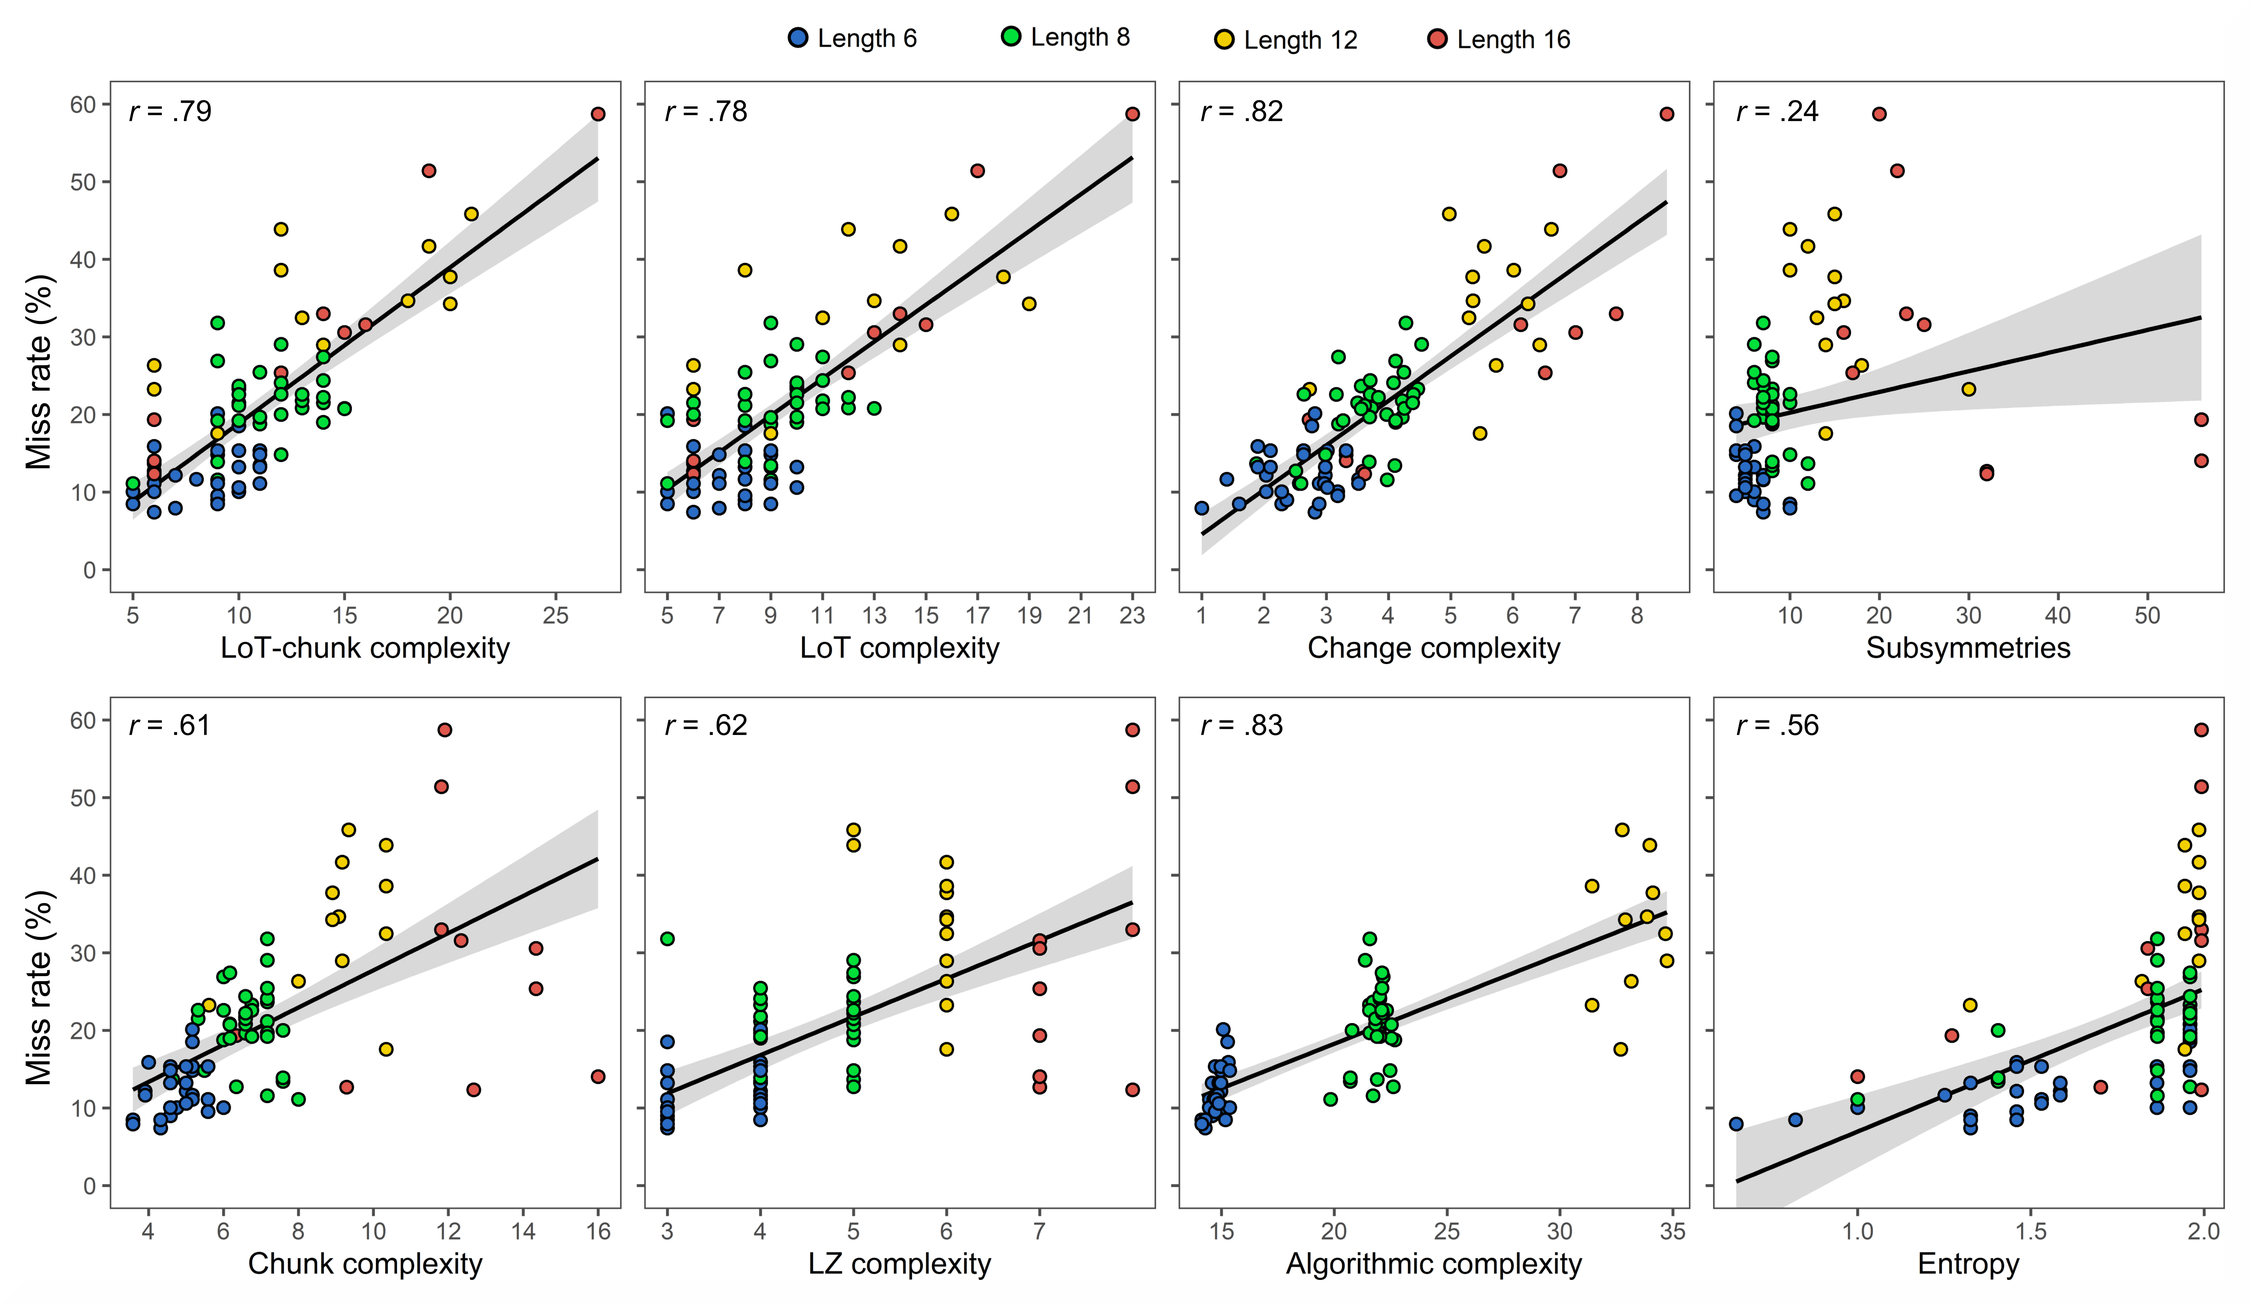 Length 6 Length 8 Length 12 Length 16
r = .79 r = .78 r = .82 r = .24
60
50
40
30
20
10
0
Miss rate (%)
5 10 15 20 25 5 7 9 11 13 15 17 19 21 23 1 2 3 4 5 6 7 8 10 20 30 40 50
LoT-chunk complexity LoT complexity Change complexity Subsymmetries
r = .61 r = .62 r = .83 r = .56
60
50
40
30
20
10
0
Miss rate (%)
4 6 8 10 12 14 16 3 4 5 6 7 15 20 25 30 35 1.0 1.5 2.0
Chunk complexity LZ complexity Algorithmic complexity Entropy